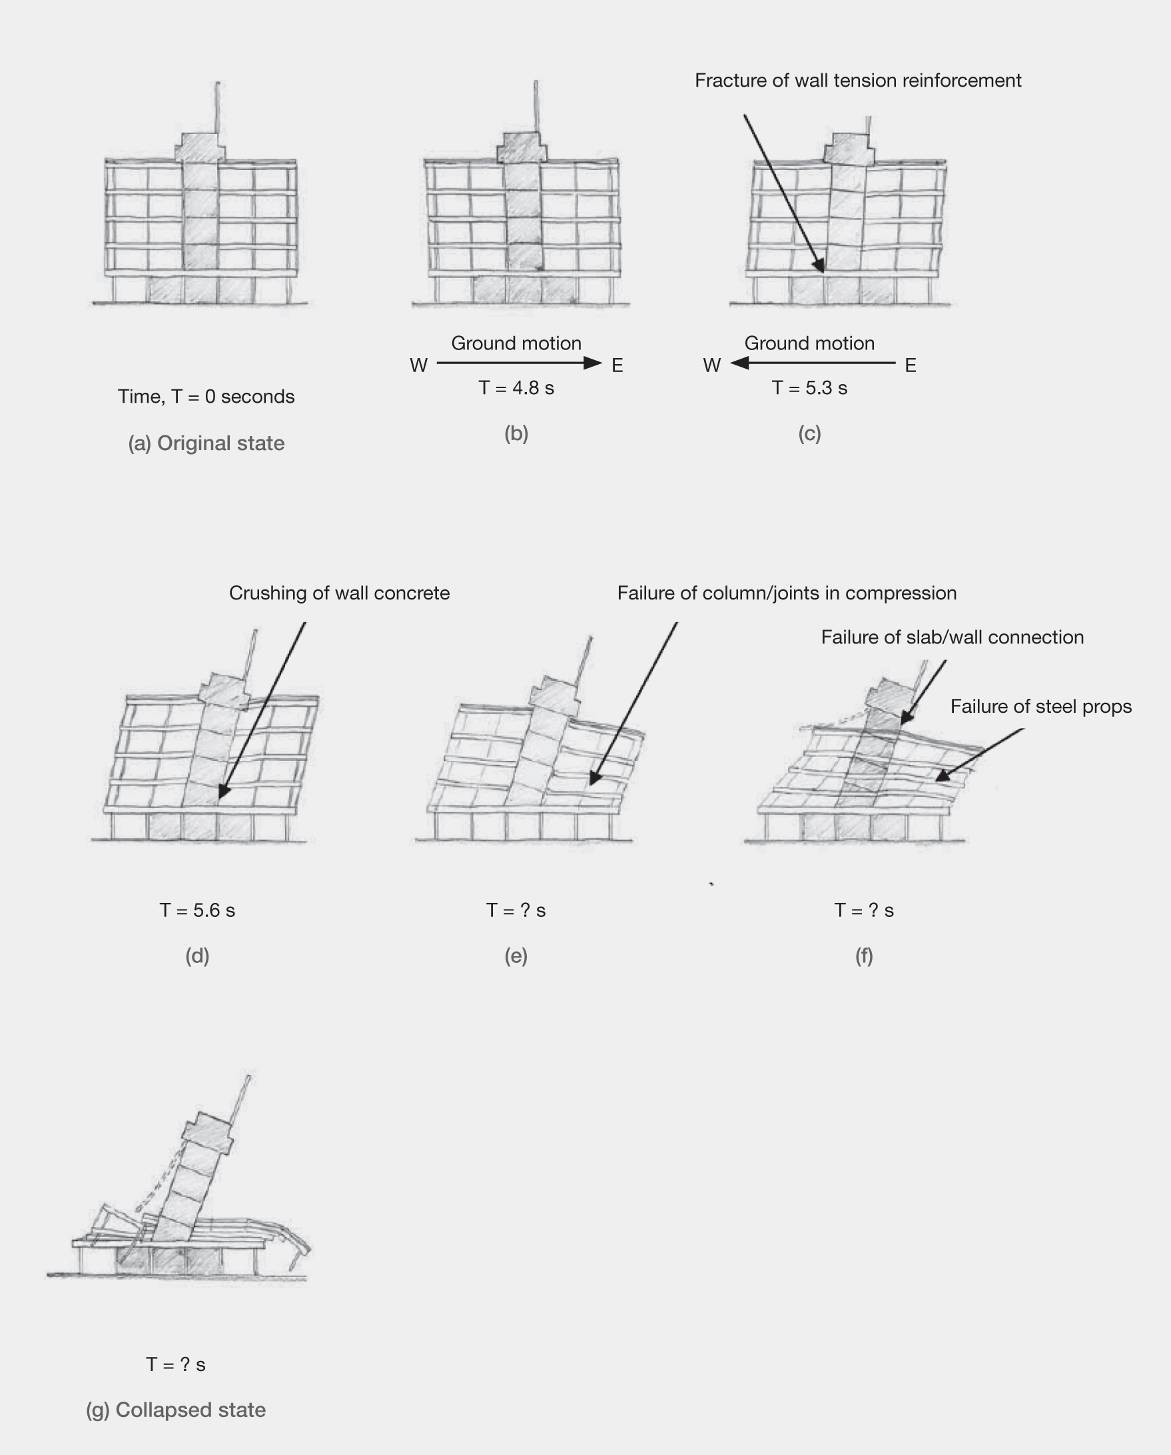 Fracture of wall tension reinforcement
Ground motion
W E
T = 4.8 s
Ground motion
W E
T = 5.3 s
Time, T = 0 seconds
(a) Original state
(b)
(c)
Crushing of wall concrete
Failure of column/joints in compression
Failure of slab/wall connection
Failure of steel props
T = 5.6 s
T = ? s
T = ? s
(d)
(e)
(f)
T = ? s
(g) Collapsed state